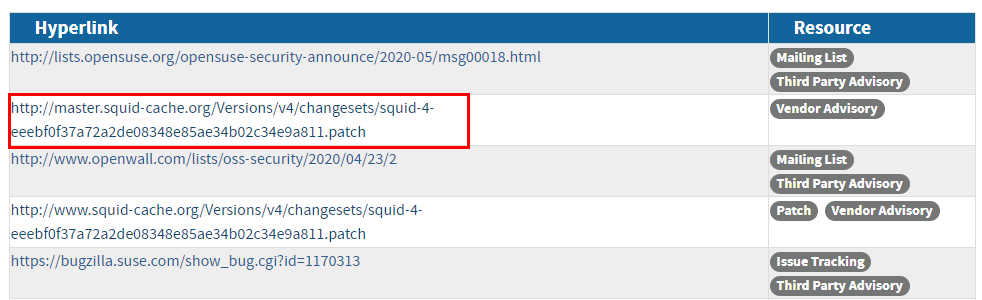 Hyperlink Resource
http://lists.opensuse.org/opensuse-security-announce/2020-05/msg00018.html Mailing List
Third Party Advisory
http://master.squid-cache.org/Versions/v4/changesets/squid-4- Vendor Advisory
eeebf0f37a72a2de08348e85ae34b02c34e9a811.patch
http://www.openwall.com/lists/oss-security/2020/04/23/2 Mailing List
Third Party Advisory
http://www.squid-cache.org/Versions/v4/changesets/squid-4- Patch Vendor Advisory
eeebf0f37a72a2de08348e85ae34b02c34e9a811.patch
https://bugzilla.suse.com/show_bug.cgi?id=1170313 Issue Tracking
Third Party Advisory